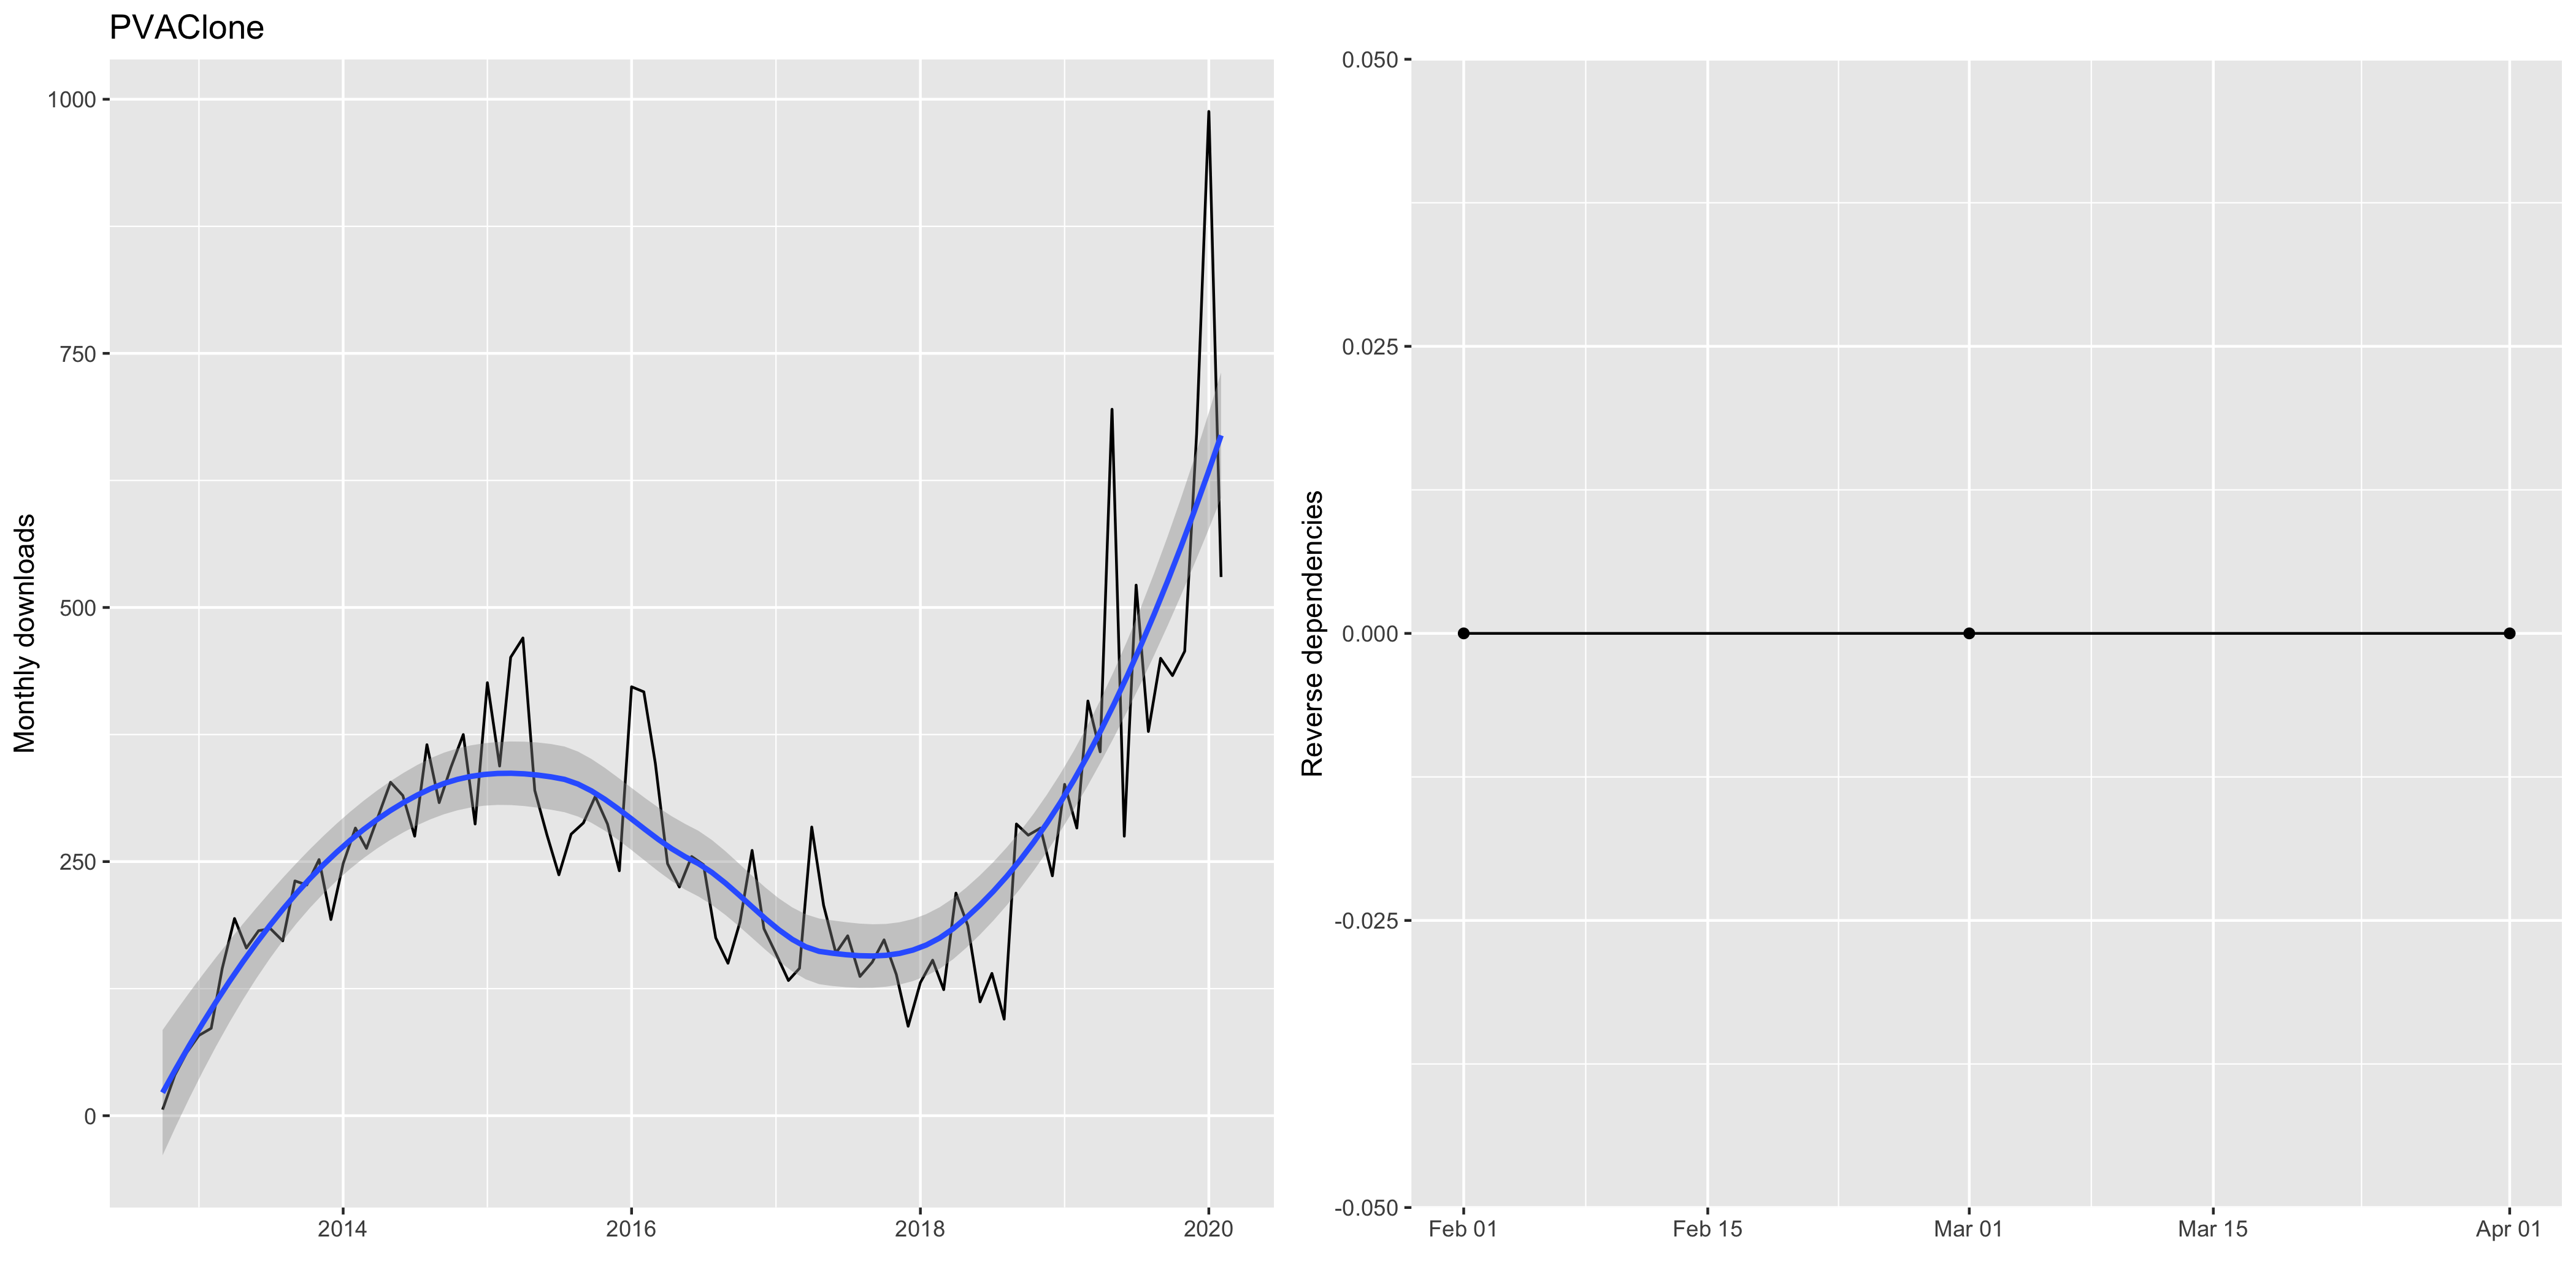 PVAClone
Monthly downloads
1000
750
500
250
0
2014
2016
2018
2020
Reverse dependencies
0.050
0.025
0.000
-0.025
-0.050
Feb 01
Feb 15
Mar 01
Mar 15
Apr 01